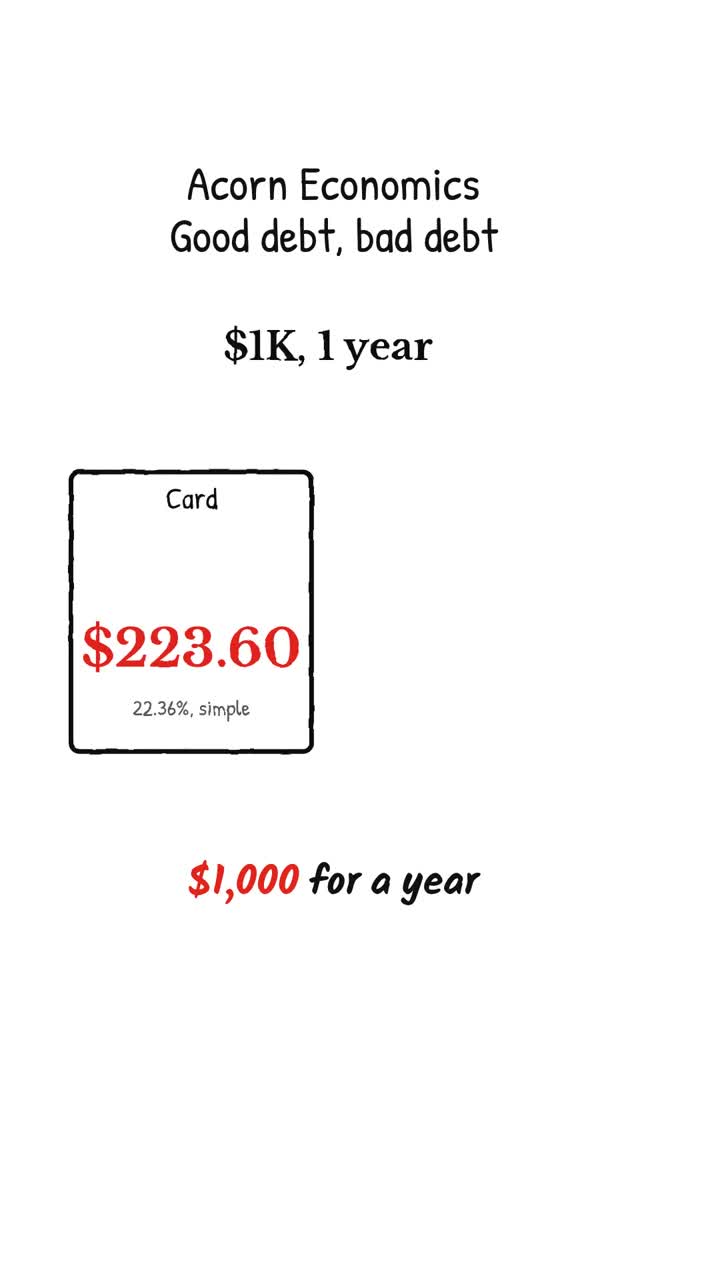 Acorn Economics
Good debt, bad debt
$1K, 1 year
Card
$223.60
22.36%, simple
$1,000 for a year